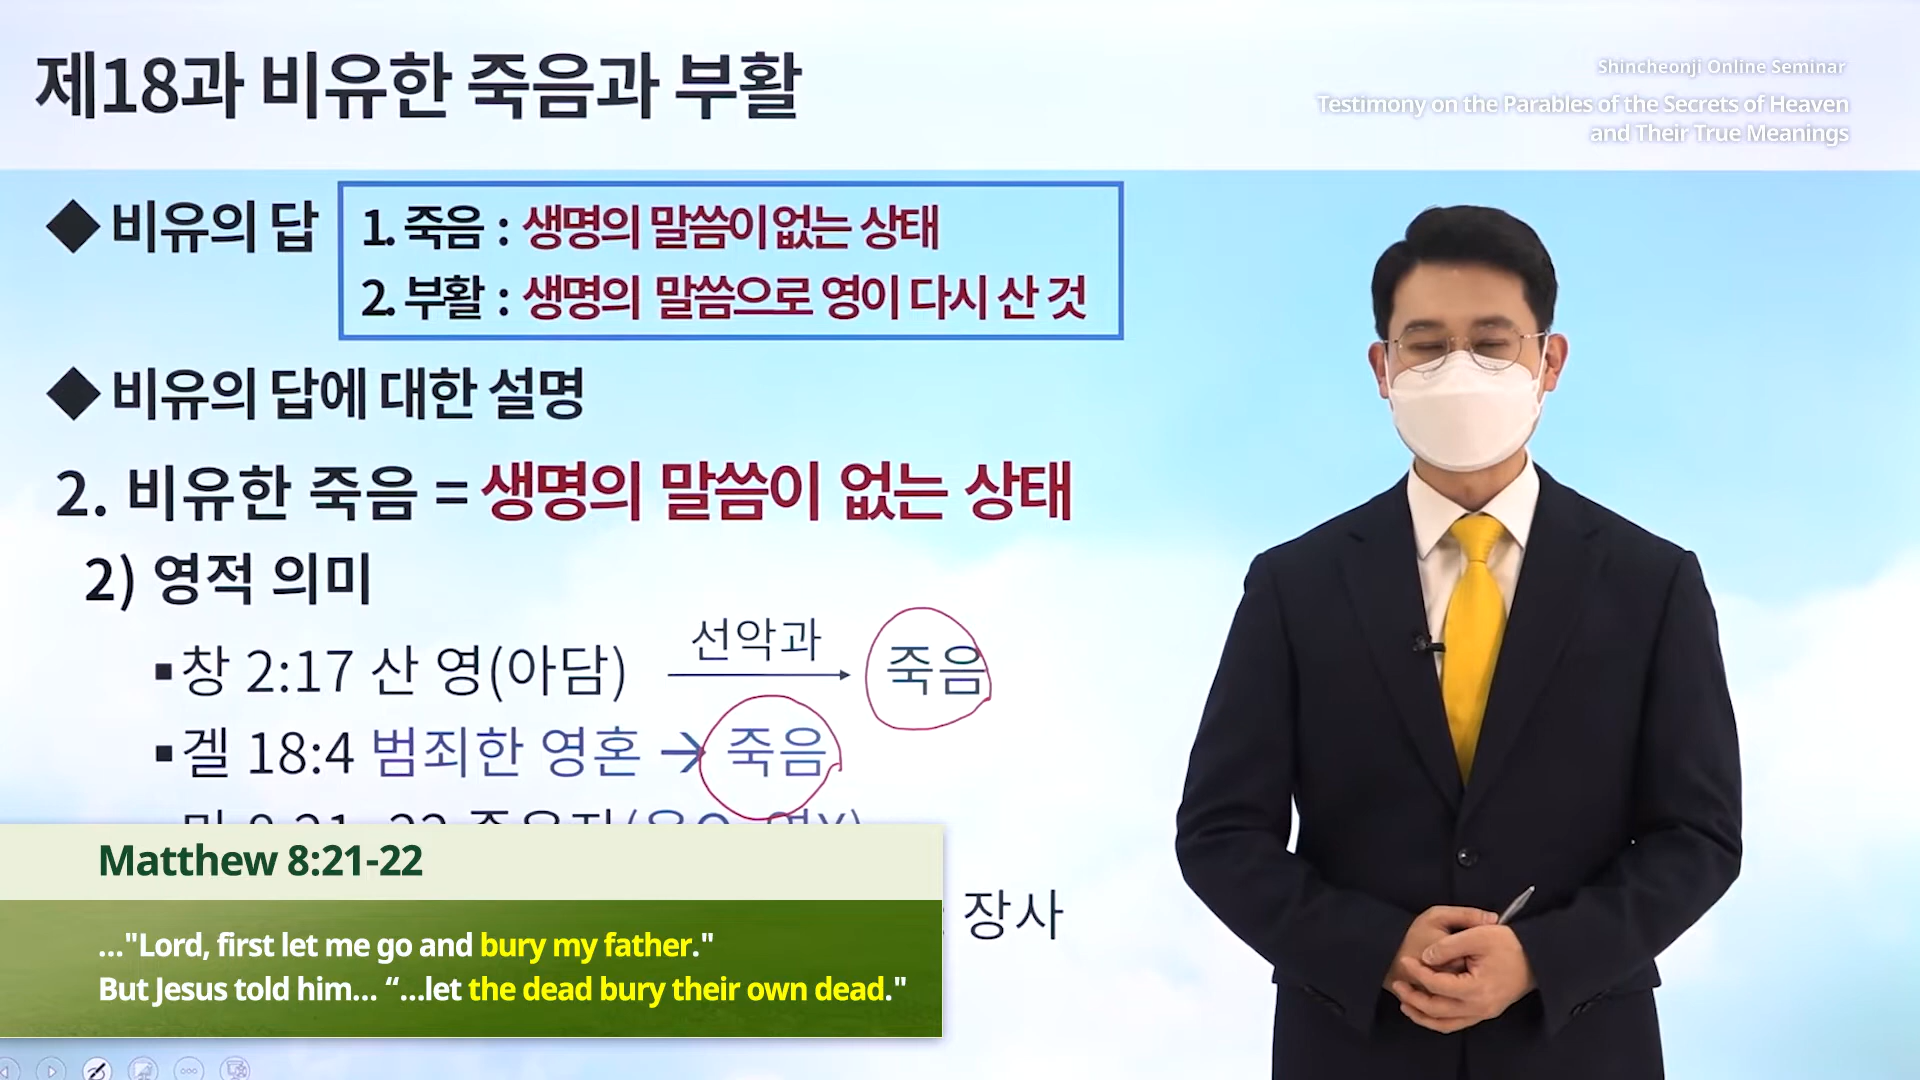 제18과 비유한 죽음과 부활
Shincheonji Online Seminar
Testimony on the Parables of the Secrets of Heaven
and Their True Meanings
◆ 비유의 답
1. 죽음 : 생명의 말씀이 없는 상태
2. 부활 : 생명의 말씀으로 영이 다시 산 것
◆ 비유의 답에 대한 설명
2. 비유한 죽음 = 생명의 말씀이 없는 상태
2) 영적 의미
▪창 2:17 산 영(아담) 선악과 죽음
▪겔 18:4 범죄한 영혼 → 죽음
장사
Matthew 8:21-22
..."Lord, first let me go and bury my father."
But Jesus told him... “...let the dead bury their own dead."